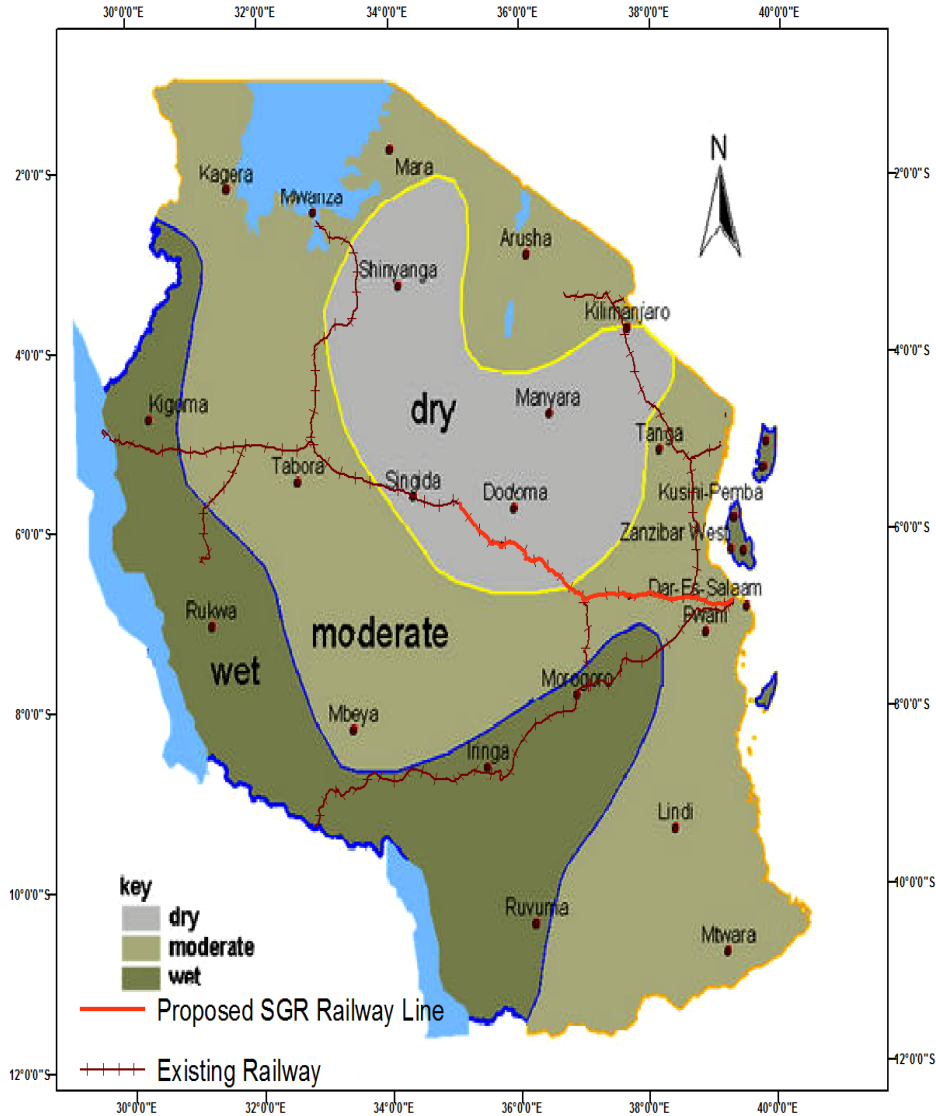 30°0'0"E 32°0'0"E 34°0'0"E 36°0'0"E 38°0'0"E 40°0'0"E
N
Mara
Kagera
2°0'0"S
2°0'0"S
Mwanza
Arusha
Shinyanga
Kilimanjaro
4°0'0"S
4°0'0"S
Manyara
dry
Kigoma
Tanga
Tabora
Singida
Dodoma
Kusini-Pemba
6°0'0"S
6°0'0"S
Zanzibar West
Dar-Es-Salaam
Pwani
Rukwa
moderate
wet
Morogoro
8°0'0"S
8°0'0"S
Mbeya
Iringa
Lindi
10°0'0"S
10°0'0"S
key
dry
Ruvuma
moderate
Mtwara
wet
Proposed SGR Railway Line
Existing Railway
12°0'0"S
12°0'0"S
30°0'0"E 32°0'0"E 34°0'0"E 36°0'0"E 38°0'0"E 40°0'0"E